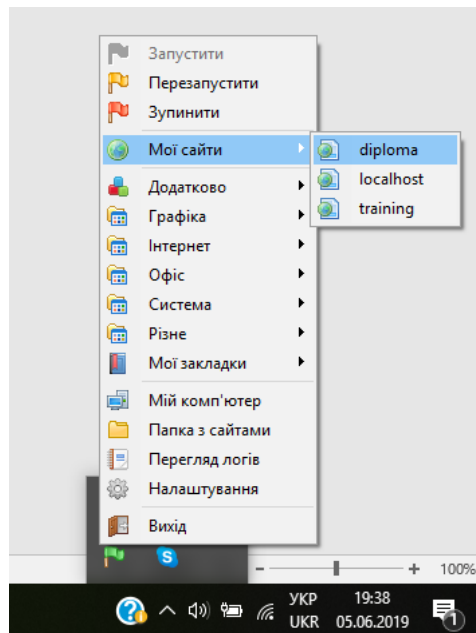 Запустити
Перезапустити
Зупинити
Мої сайти
diploma
localhost
training
Додатково
Графіка
Інтернет
Офіс
Система
Різне
Мої закладки
Мій комп'ютер
Папка з сайтами
Перегляд логів
Налаштування
Вихід
100%
УКР
UKR
19:38
05.06.2019
1